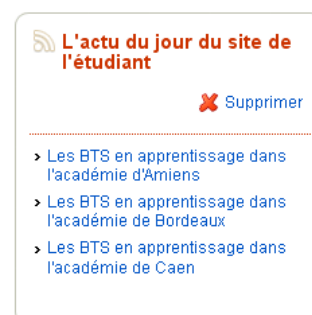 L'actu du jour du site de
l'étudiant
Supprimer
Les BTS en apprentissage dans
l'académie d'Amiens
Les BTS en apprentissage dans
l'académie de Bordeaux
Les BTS en apprentissage dans
l'académie de Caen